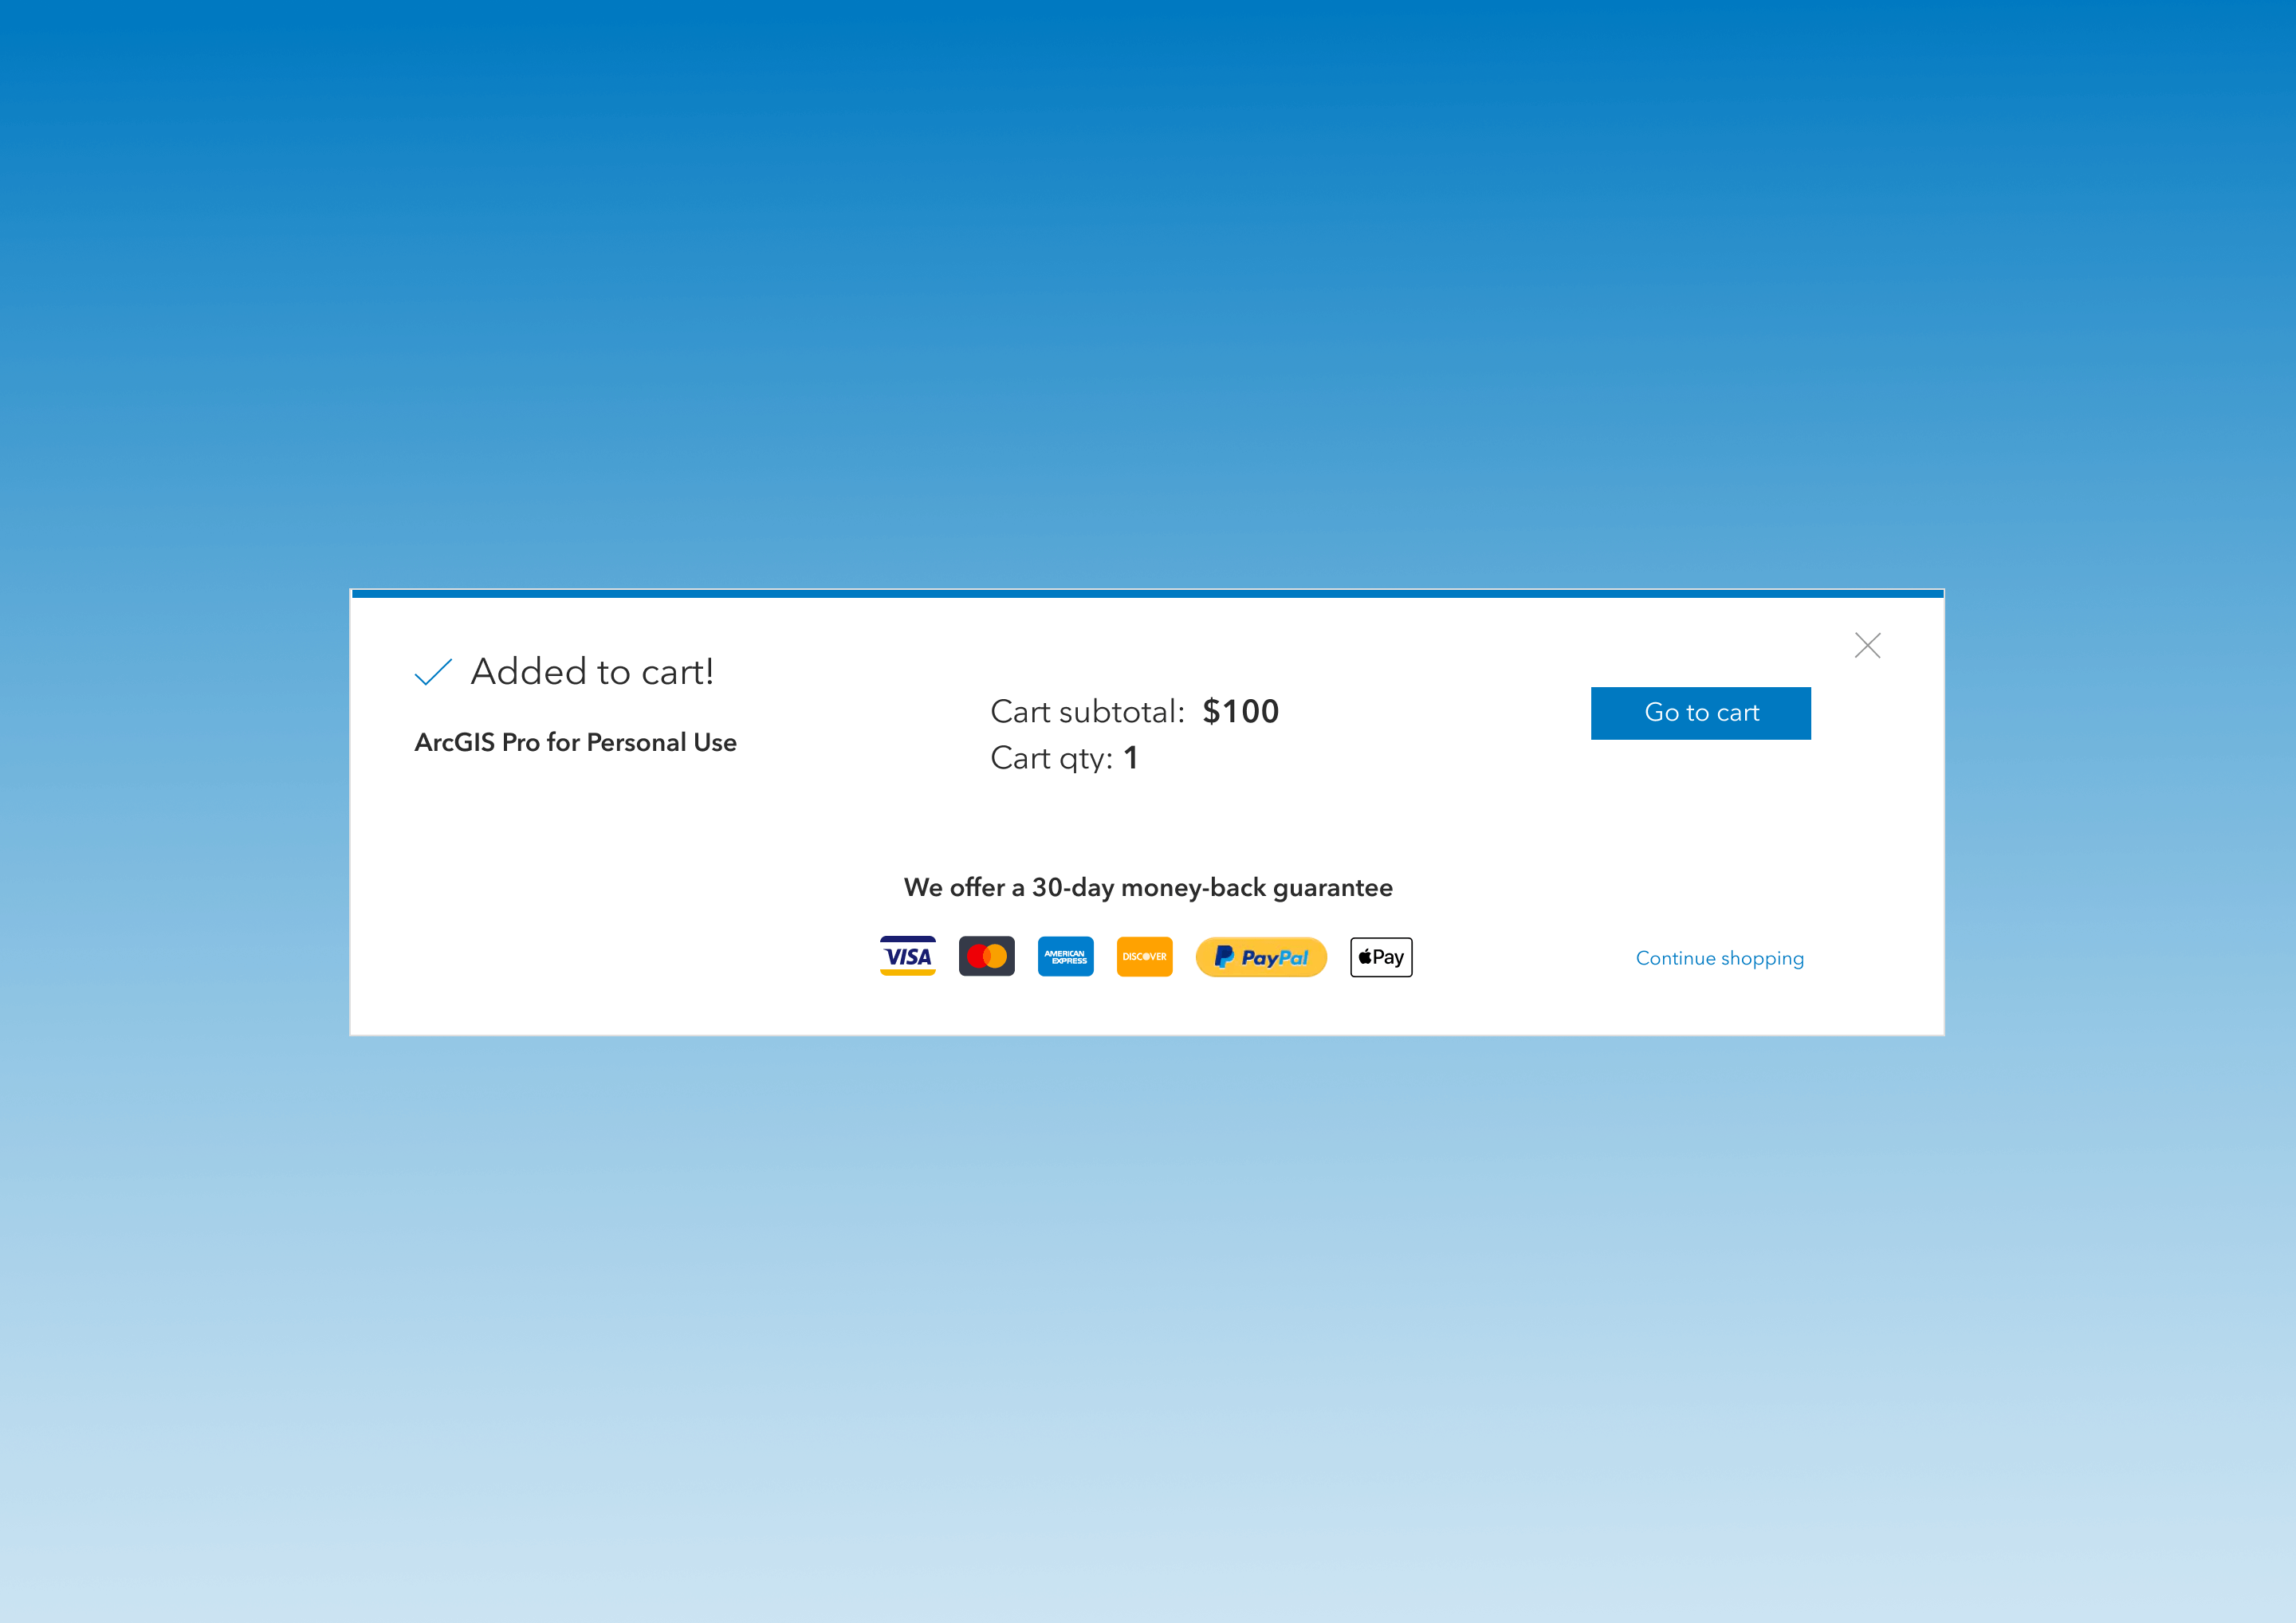 Added to cart!
ArcGIS Pro for Personal Use
Cart subtotal: $100
Cart qty: 1
Go to cart
We offer a 30-day money-back guarantee
VISA
AMERICAN EXPRESS
DISCOVER
PayPal
Pay
Continue shopping